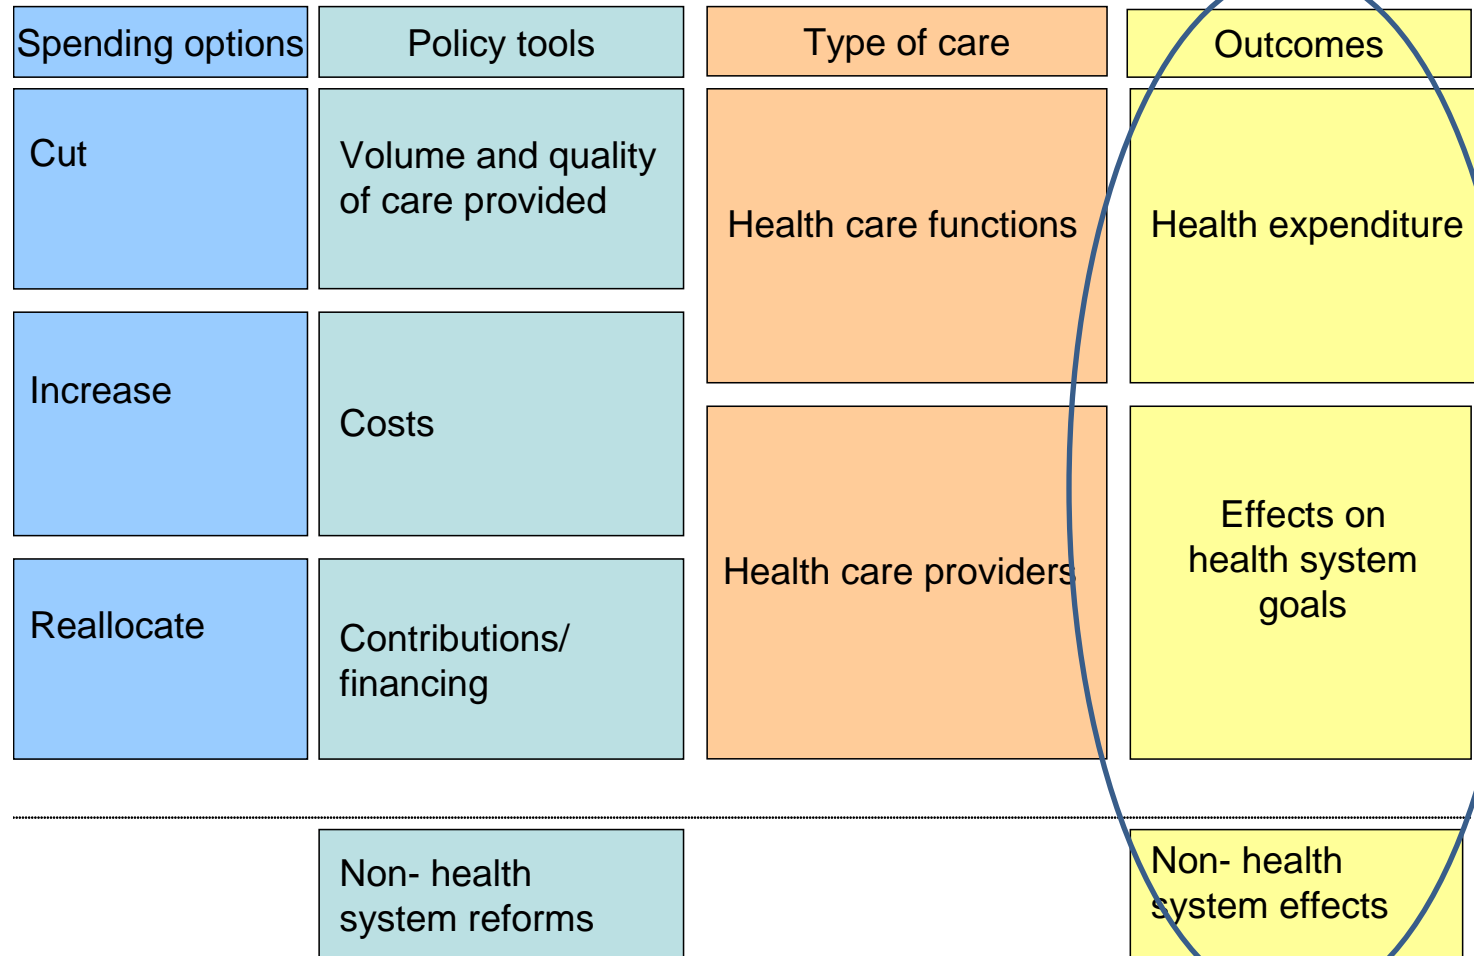 Spending options
Policy tools
Type of care
Outcomes
Cut
Volume and quality
of care provided
Health care functions
Health expenditure
Increase
Costs
Health care providers
Effects on
health system
goals
Reallocate
Contributions/
financing
Non- health
system reforms
Non- health
system effects